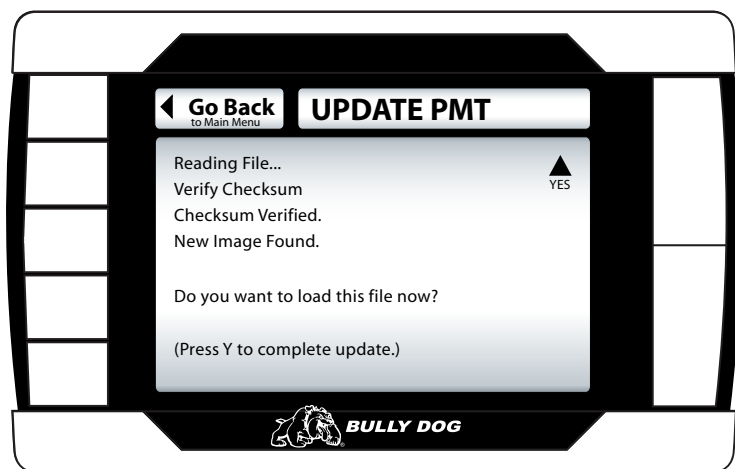 Go Back
to Main Menu
UPDATE PMT
Reading File...
Verify Checksum
Checksum Verified.
New Image Found.
YES
Do you want to load this file now?
(Press Y to complete update.)
BULLY DOG